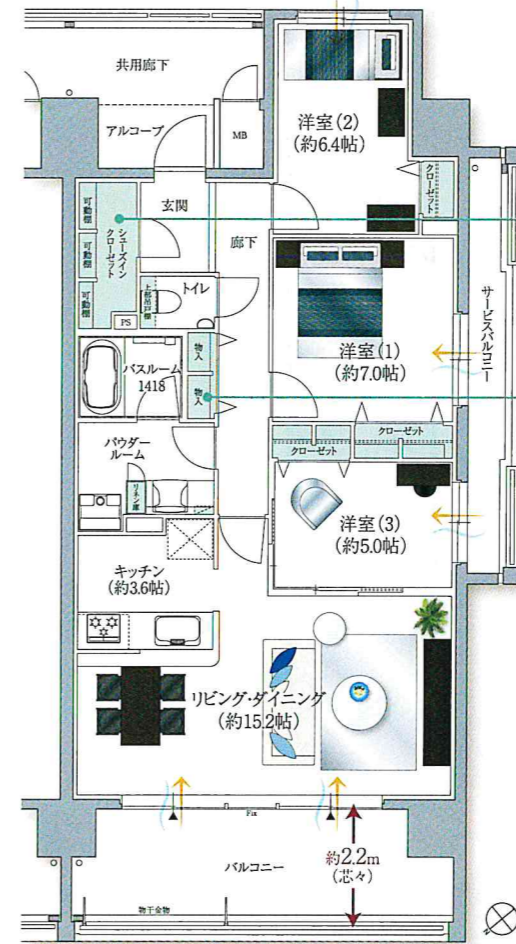 共用廊下
アルコーブ
MB
洋室(2)
(約6.4帖)
クローゼット
玄関
廊下
可動棚
可動棚
可動棚
シューズイン
クローゼット
トイレ
上部吊戸棚
PS
物入
物入
バスルーム
1418
洋室(1)
(約7.0帖)
サービスバルコニー
クローゼット
クローゼット
パウダー
ルーム
リネン庫
洋室(3)
(約5.0帖)
キッチン
(約3.6帖)
リビング・ダイニング
(約15.2帖)
Fix
バルコニー
約2.2m
(芯々)
物干金物